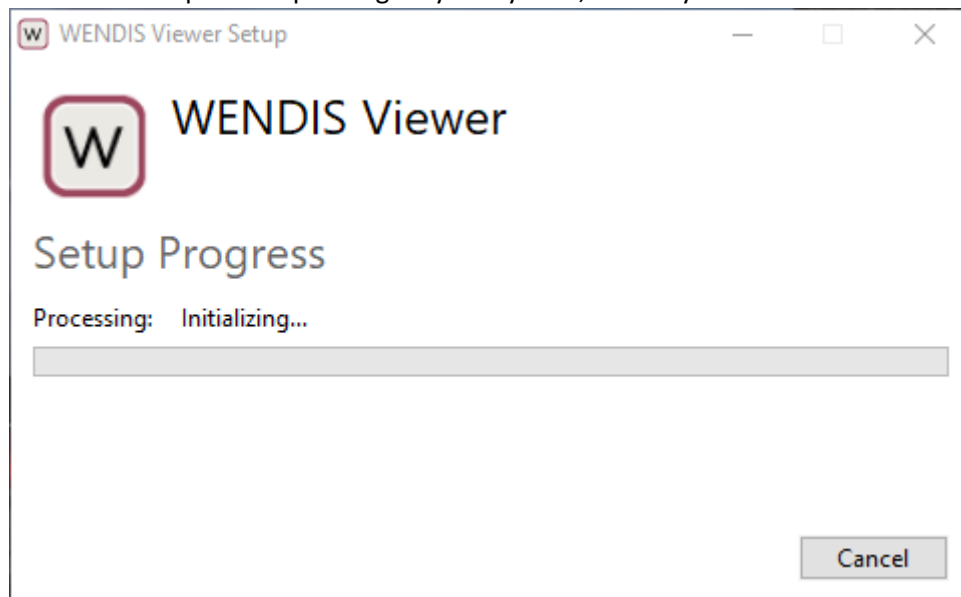 W WENDIS Viewer Setup
W WENDIS Viewer
Setup Progress
Processing: Initializing...
Cancel